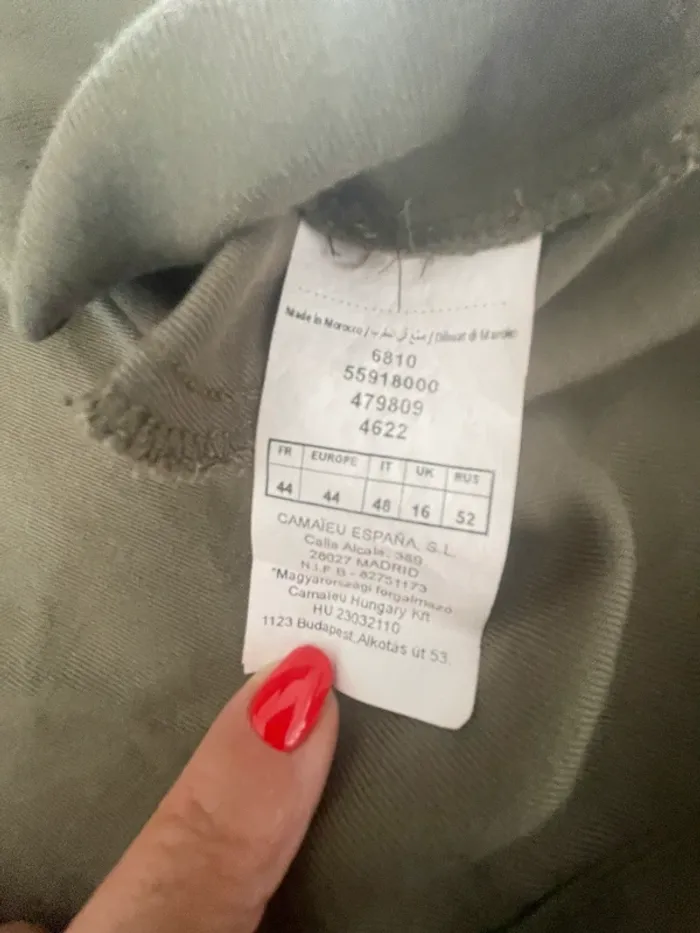 Made in Morocco / صنع في المغرب / Dibuat di Maroko
6810
55918000
479809
4622
FR EUROPE IT UK RUS
44 44 48 16 52
CAMAÏEU ESPAÑA, S.L.
Calle Alcala. 380
28027 MADRID
N.I.F B - 82751173
*Magyarországi forgalmazó
Camaïeu Hungary Kft
HU 23032110
1123 Budapest,Alkotás út 53.